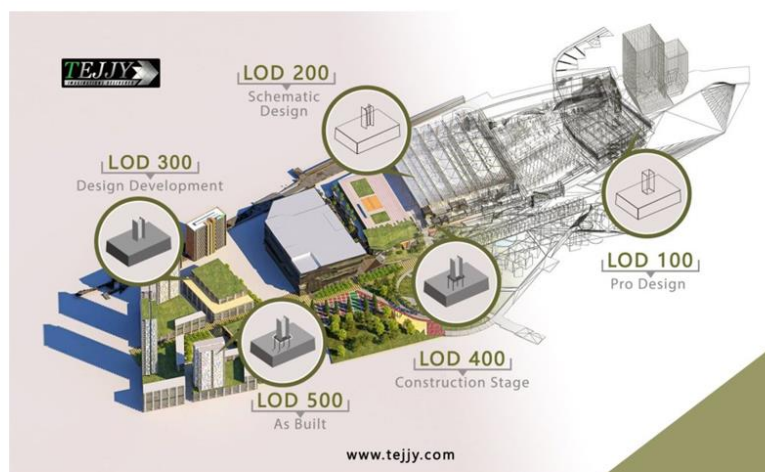 TEJJY
LOD 200
Schematic
Design
LOD 300
Design Development
LOD 100
Pro Design
LOD 400
Construction Stage
LOD 500
As Built
www.tejjy.com